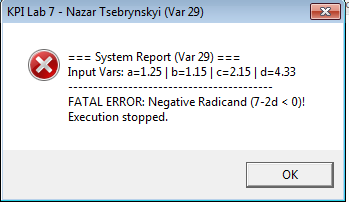 KPI Lab 7 - Nazar Tsebrynskyi (Var 29)
=== System Report (Var 29) ===
Input Vars: a=1.25 | b=1.15 | c=2.15 | d=4.33
-----------------------------------------
FATAL ERROR: Negative Radicand (7-2d < 0)!
Execution stopped.
OK